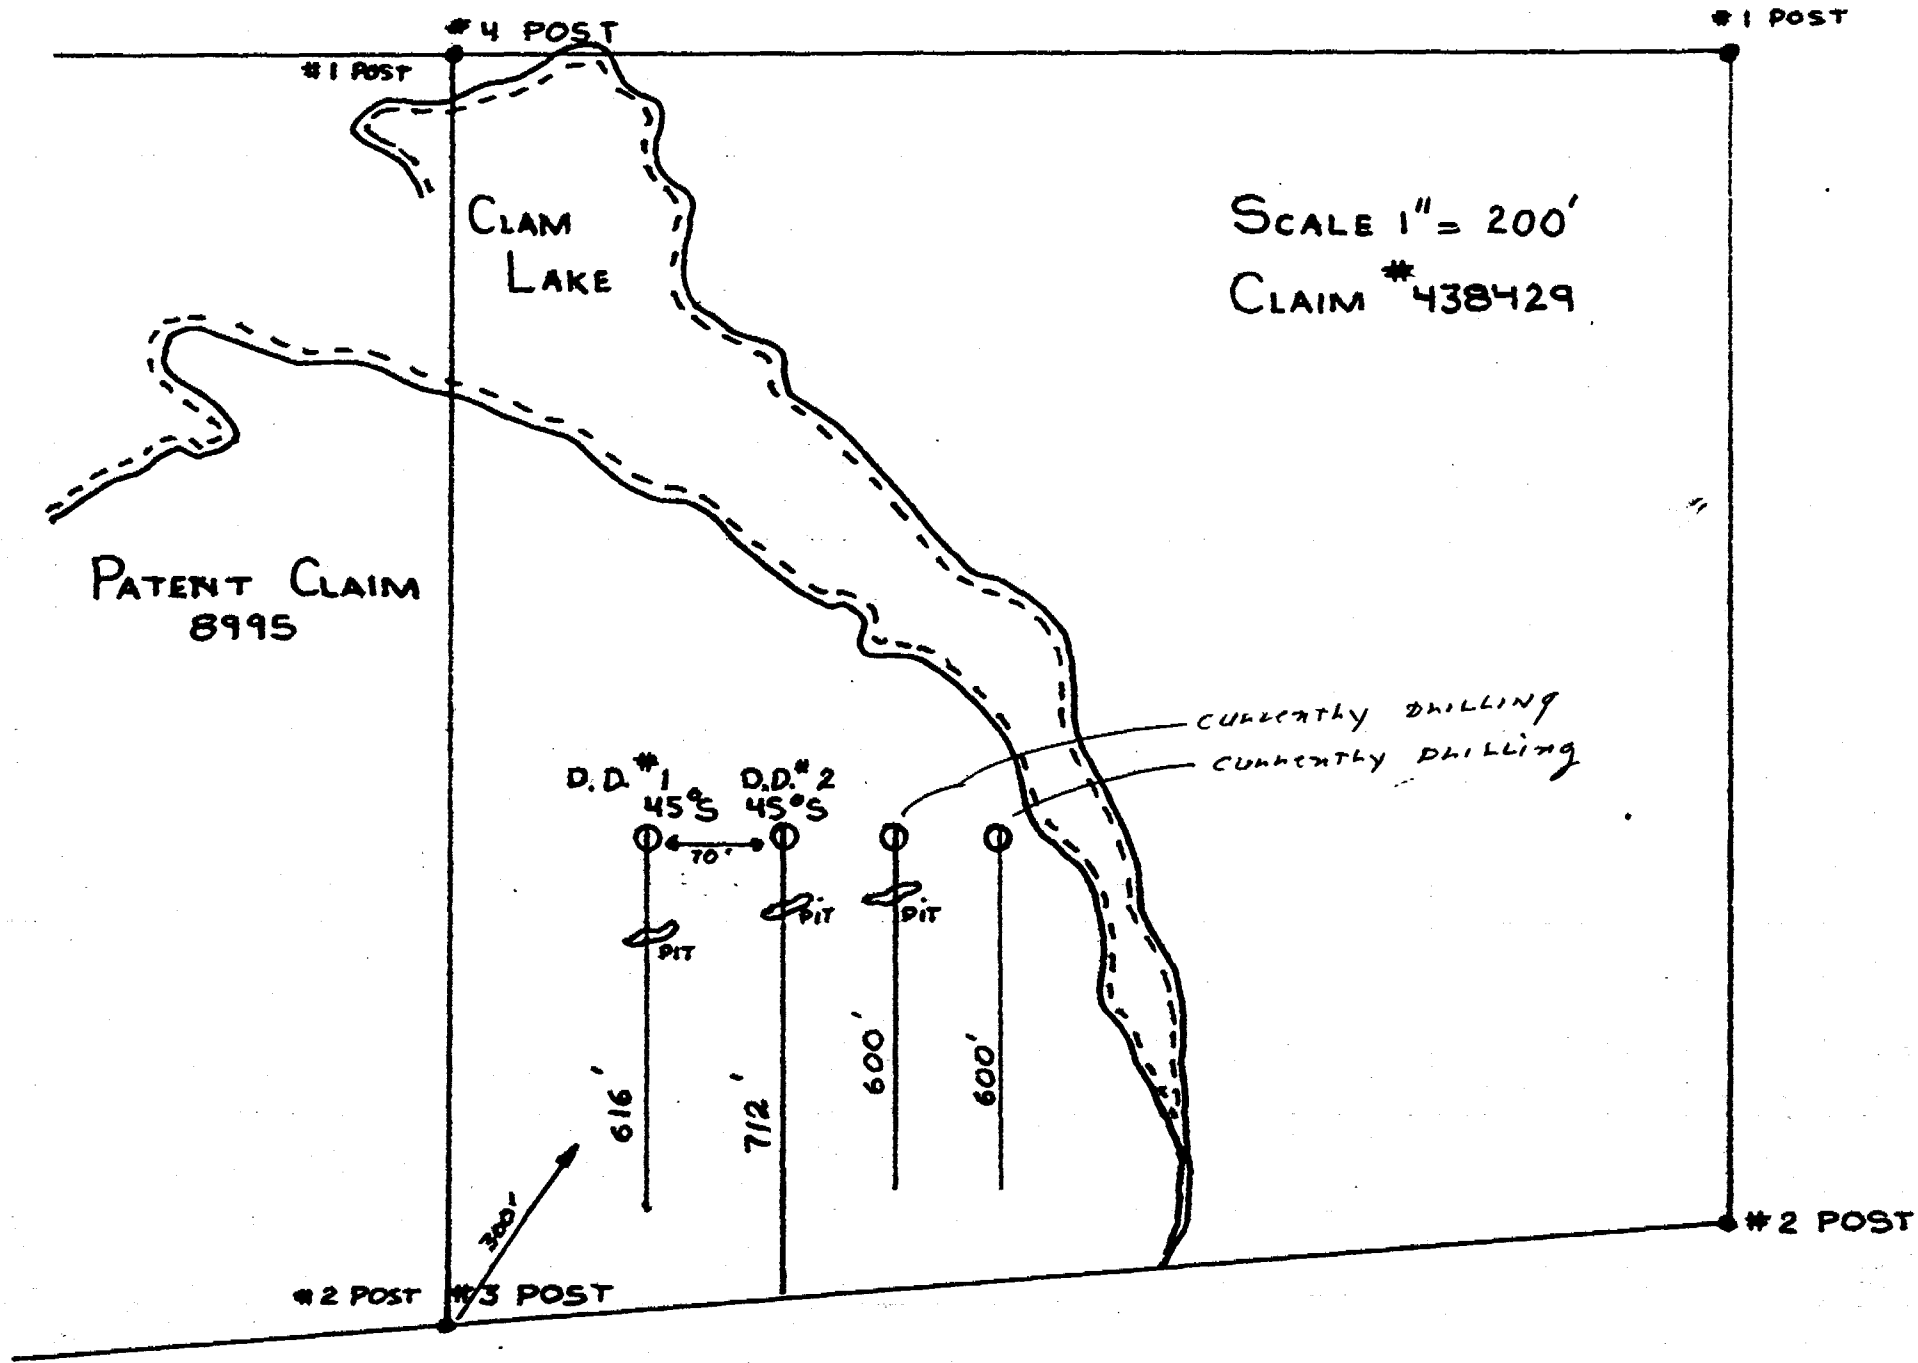 #4 POST
#1 POST
#1 POST
CLAM
LAKE
SCALE 1" = 200'
CLAIM #438429
PATENT CLAIM
8995
CURRENTLY DRILLING
CURRENTLY DRILLING
D.D. #1
45°S
D.D. #2
45°S
70'
PIT
PIT
PIT
616'
712'
600'
600'
300'
#2 POST
#3 POST
#2 POST